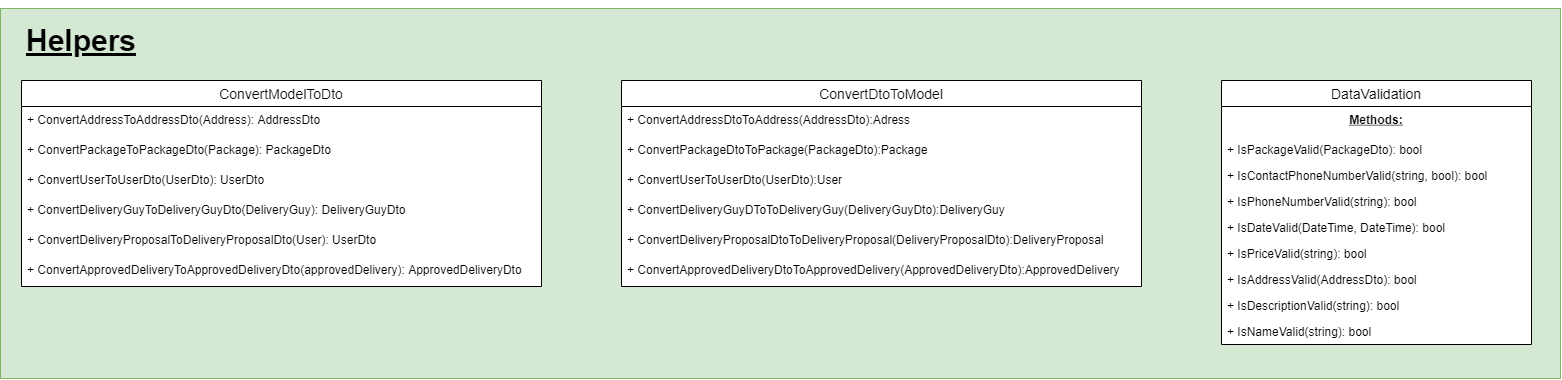 Helpers
ConvertModelToDto
+ ConvertAddressToAddressDto(Address): AddressDto
+ ConvertPackageToPackageDto(Package): PackageDto
+ ConvertUserToUserDto(UserDto): UserDto
+ ConvertDeliveryGuyToDeliveryGuyDto(DeliveryGuy): DeliveryGuyDto
+ ConvertDeliveryProposalToDeliveryProposalDto(User): UserDto
+ ConvertApprovedDeliveryToApprovedDeliveryDto(approvedDelivery): ApprovedDeliveryDto
ConvertDtoToModel
+ ConvertAddressDtoToAddress(AddressDto):Adress
+ ConvertPackageDtoToPackage(PackageDto):Package
+ ConvertUserToUserDto(UserDto):User
+ ConvertDeliveryGuyDToToDeliveryGuy(DeliveryGuyDto):DeliveryGuy
+ ConvertDeliveryProposalDtoToDeliveryProposal(DeliveryProposalDto):DeliveryProposal
+ ConvertApprovedDeliveryDtoToApprovedDelivery(ApprovedDeliveryDto):ApprovedDelivery
DataValidation
Methods:
+ IsPackageValid(PackageDto): bool
+ IsContactPhoneNumberValid(string, bool): bool
+ IsPhoneNumberValid(string): bool
+ IsDateValid(DateTime, DateTime): bool
+ IsPriceValid(string): bool
+ IsAddressValid(AddressDto): bool
+ IsDescriptionValid(string): bool
+ IsNameValid(string): bool